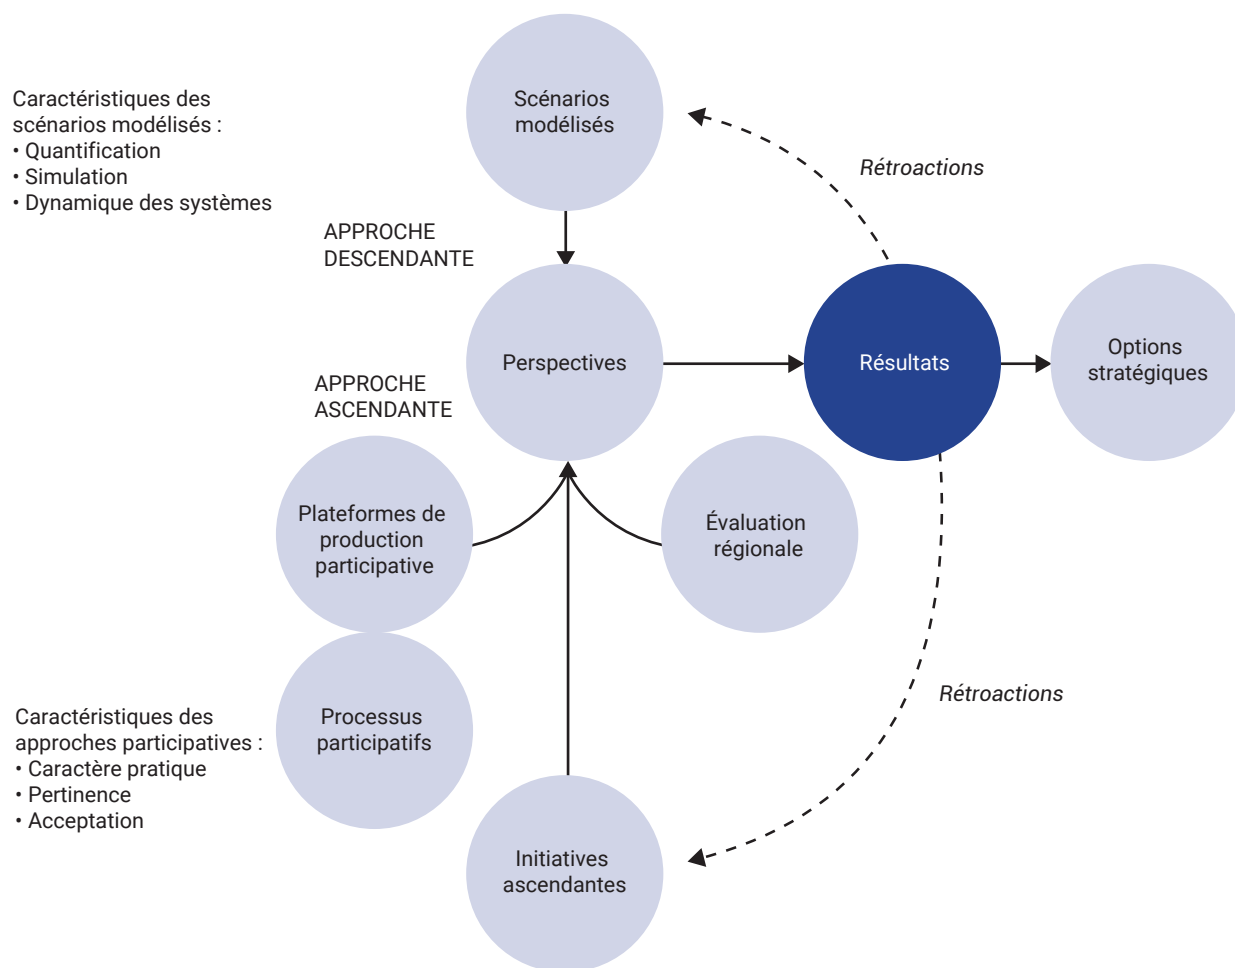 Caractéristiques des
scénarios modélisés :
• Quantification
• Simulation
• Dynamique des systèmes
Scénarios
modélisés
Rétroactions
APPROCHE
DESCENDANTE
Perspectives
Résultats
Options
stratégiques
APPROCHE
ASCENDANTE
Plateformes de
production
participative
Évaluation
régionale
Processus
participatifs
Rétroactions
Caractéristiques des
approches participatives :
• Caractère pratique
• Pertinence
• Acceptation
Initiatives
ascendantes